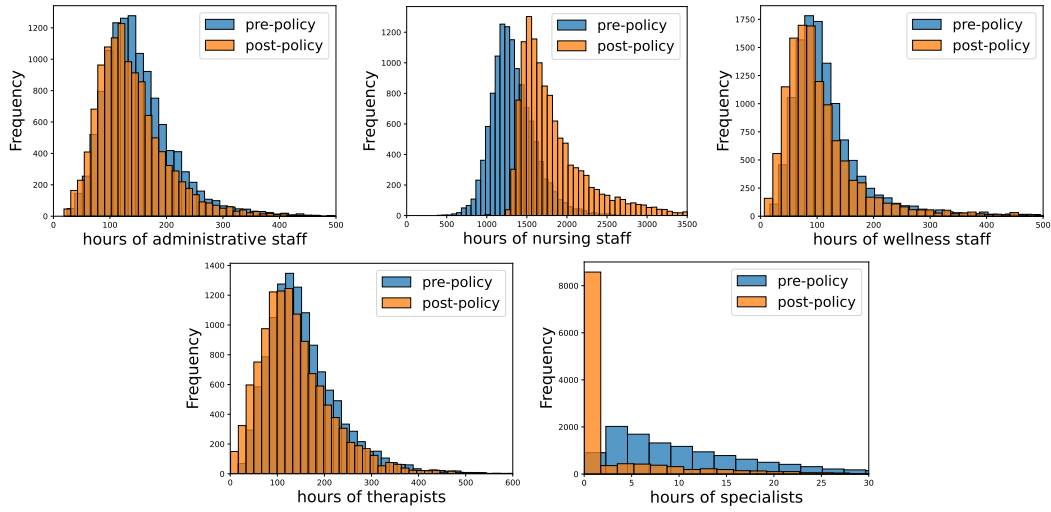 Frequency
1200
1000
800
600
400
200
0
0 100 200 300 400 500
hours of administrative staff
pre-policy
post-policy
Frequency
1200
1000
800
600
400
200
0
0 500 1000 1500 2000 2500 3000 3500
hours of nursing staff
pre-policy
post-policy
Frequency
1750
1500
1250
1000
750
500
250
0
0 100 200 300 400 500
hours of wellness staff
pre-policy
post-policy
Frequency
1400
1200
1000
800
600
400
200
0
0 100 200 300 400 500 600
hours of therapists
pre-policy
post-policy
Frequency
8000
6000
4000
2000
0
0 5 10 15 20 25 30
hours of specialists
pre-policy
post-policy